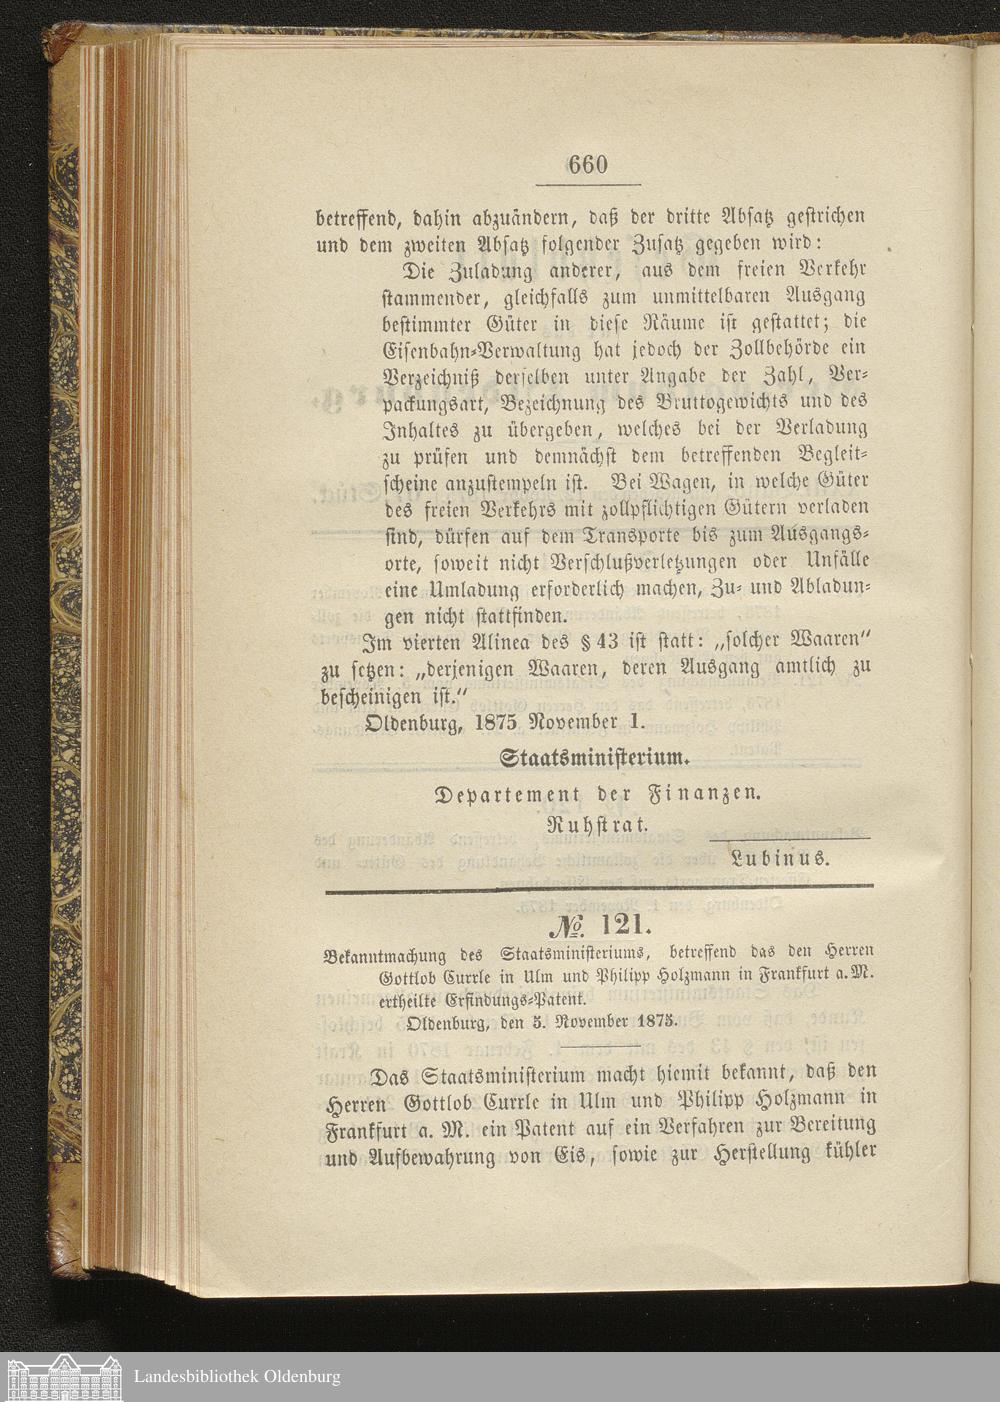 660
betreffend, dahin abzuändern, daß der dritte Absatz gestrichen
und dem zweiten Absatz folgender Zusatz gegeben wird:
Die Zuladung anderer, aus dem freien Verkehr
stammender, gleichfalls zum unmittelbaren Ausgang
bestimmter Güter in diese Räume ist gestattet; die
Eisenbahn-Verwaltung hat jedoch der Zollbehörde ein
Verzeichniß derselben unter Angabe der Zahl, Ver-
packungsart, Bezeichnung des Bruttogewichts und des
Inhaltes zu übergeben, welches bei der Verladung
zu prüfen und demnächst dem betreffenden Begleit-
scheine anzustempeln ist. Bei Wagen, in welche Güter
des freien Verkehrs mit zollpflichtigen Gütern verladen
sind, dürfen auf dem Transporte bis zum Ausgangs-
orte, soweit nicht Verschlußverletzungen oder Unfälle
eine Umladung erforderlich machen, Zu- und Abladun-
gen nicht stattfinden.
Im vierten Alinea des § 43 ist statt: „solcher Waaren"
zu setzen: „derjenigen Waaren, deren Ausgang amtlich zu
bescheinigen ist."
Oldenburg, 1875 November 1.
Staatsministerium.
Departement der Finanzen.
Ruhstrat.
Lubinus.
№. 121.
Bekanntmachung des Staatsministeriums, betreffend das den Herren
Gottlob Currle in Ulm und Philipp Holzmann in Frankfurt a. M.
ertheilte Erfindungs-Patent.
Oldenburg, den 5. November 1875.
Das Staatsministerium macht hiemit bekannt, daß den
Herren Gottlob Currle in Ulm und Philipp Holzmann in
Frankfurt a. M. ein Patent auf ein Verfahren zur Bereitung
und Aufbewahrung von Eis, sowie zur Herstellung kühler
Landesbibliothek Oldenburg